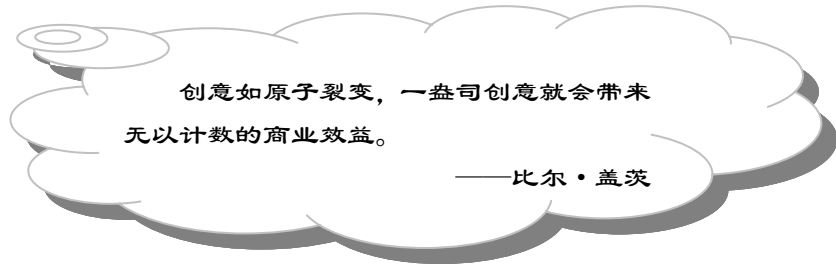 创意如原子裂变，一盎司创意就会带来
无以计数的商业效益。
——比尔·盖茨